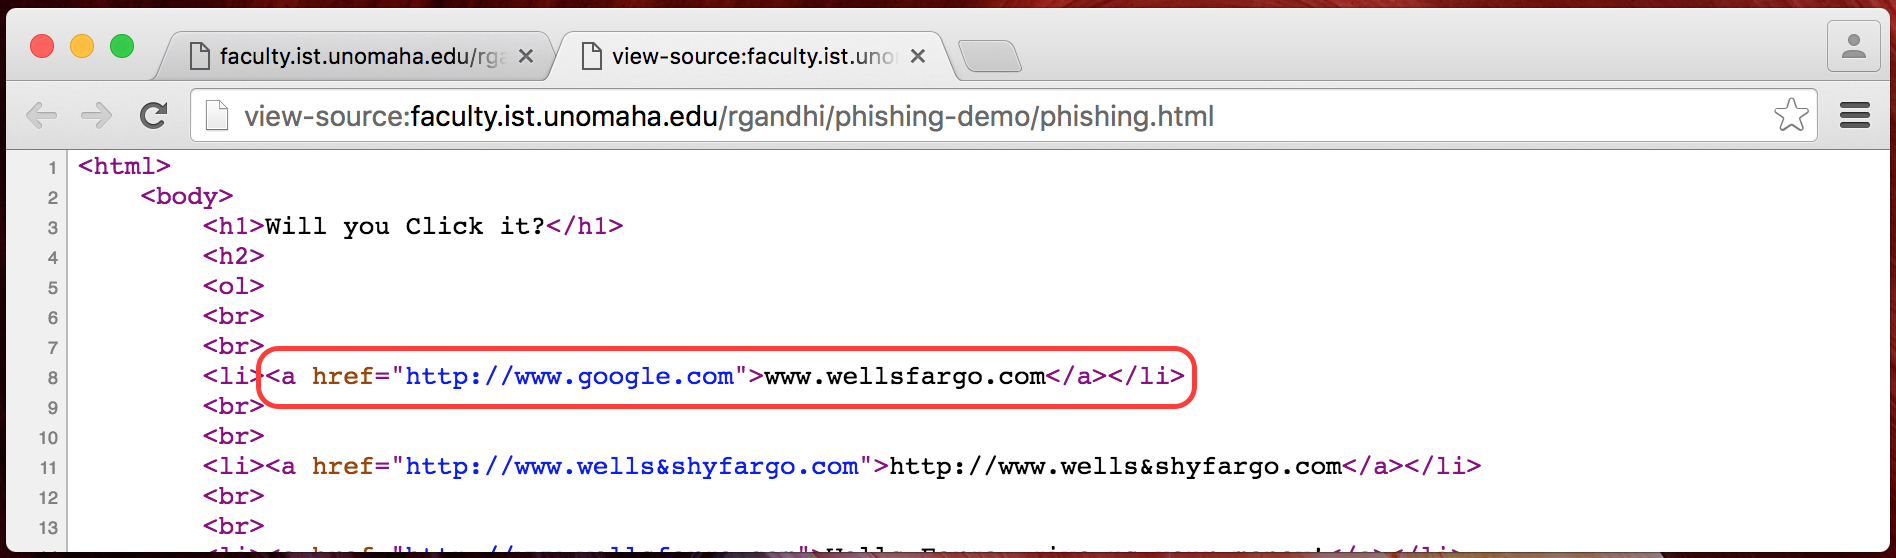 faculty.ist.unomaha.edu/rga
view-source:faculty.ist.uno
view-source:faculty.ist.unomaha.edu/rgandhi/phishing-demo/phishing.html
1 <html>
2 <body>
3 <h1>Will you Click it?</h1>
4 <h2>
5 <ol>
6 <br>
7 <br>
8 <li><a href="http://www.google.com">www.wellsfargo.com</a></li>
9 <br>
10 <br>
11 <li><a href="http://www.wells&shyfargo.com">http://www.wells&shyfargo.com</a></li>
12 <br>
13 <br>